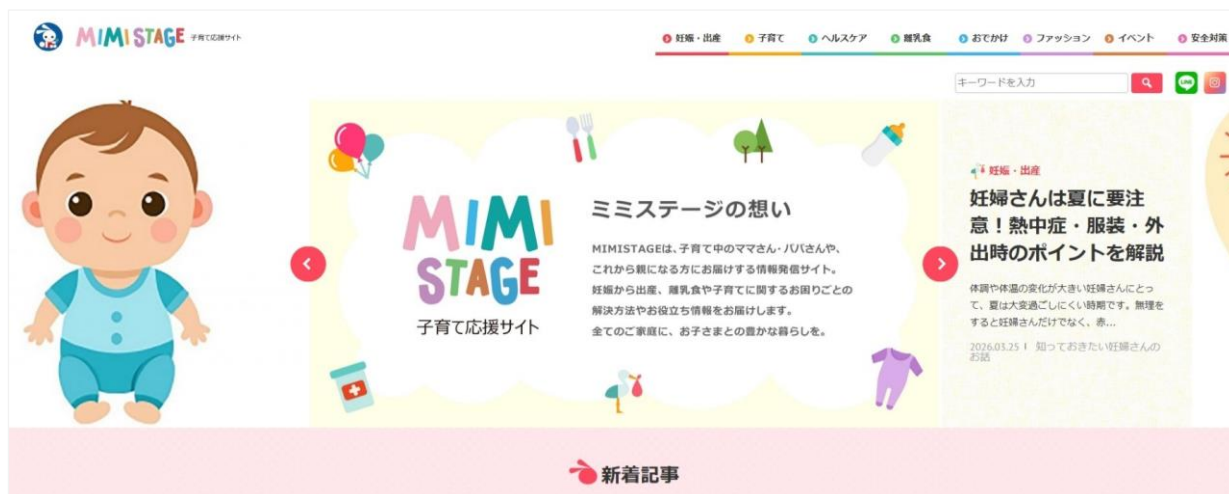 MIMI STAGE 子育て応援サイト
妊娠・出産 子育て ヘルスケア 離乳食 おでかけ ファッション イベント 安全対策
キーワードを入力
LINE
MIMI
STAGE
子育て応援サイト
ミミステージの想い
MIMISTAGEは、子育て中のママさん・パパさんや、
これから親になる方にお届けする情報発信サイト。
妊娠から出産、離乳食や子育てに関するお困りごとの
解決方法やお役立ち情報をお届けします。
全てのご家庭に、お子さまとの豊かな暮らしを。
妊娠・出産
妊婦さんは夏に要注
意!熱中症・服装・外
出時のポイントを解説
体調や体温の変化が大きい妊婦さんにとっ
て、夏は大変過ごしにくい時期です。無理を
すると妊婦さんだけでなく、赤...
2026.03.25 | 知っておきたい妊婦さんの
お話
新着記事